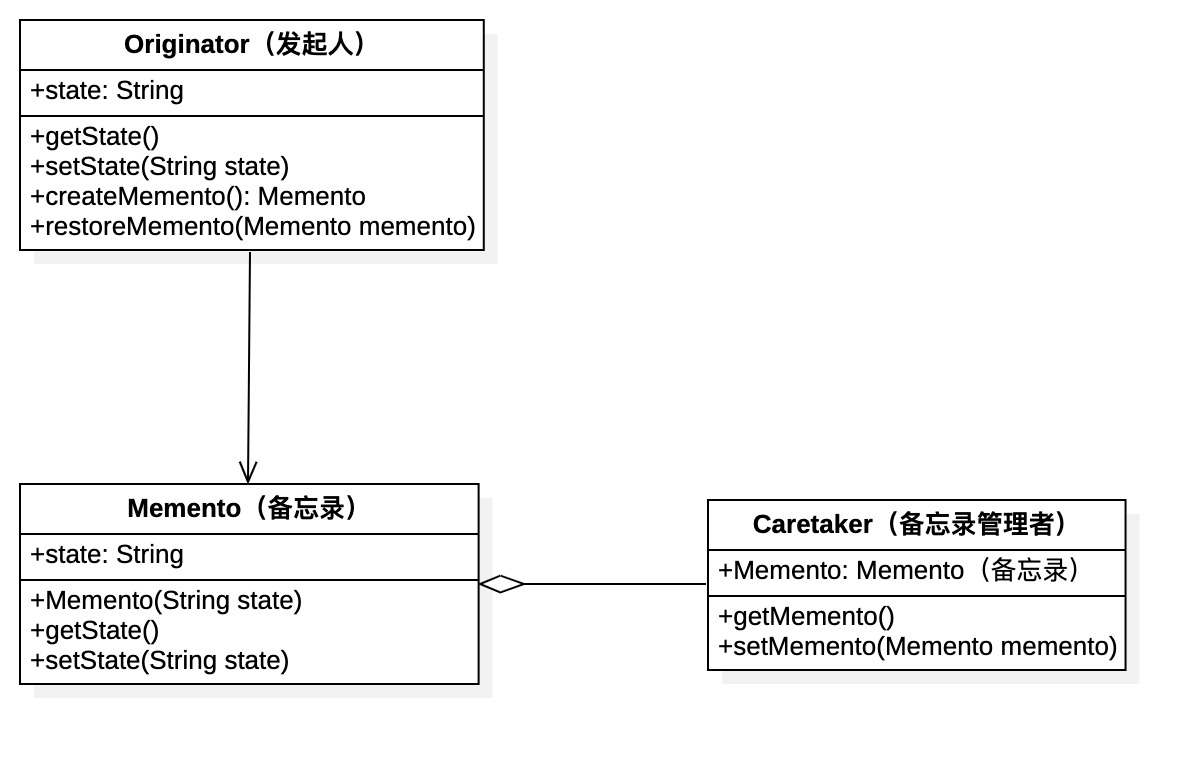 Originator（发起人）
+state: String
+getState()
+setState(String state)
+createMemento(): Memento
+restoreMemento(Memento memento)
Memento（备忘录）
+state: String
+Memento(String state)
+getState()
+setState(String state)
Caretaker（备忘录管理者）
+Memento: Memento（备忘录）
+getMemento()
+setMemento(Memento memento)